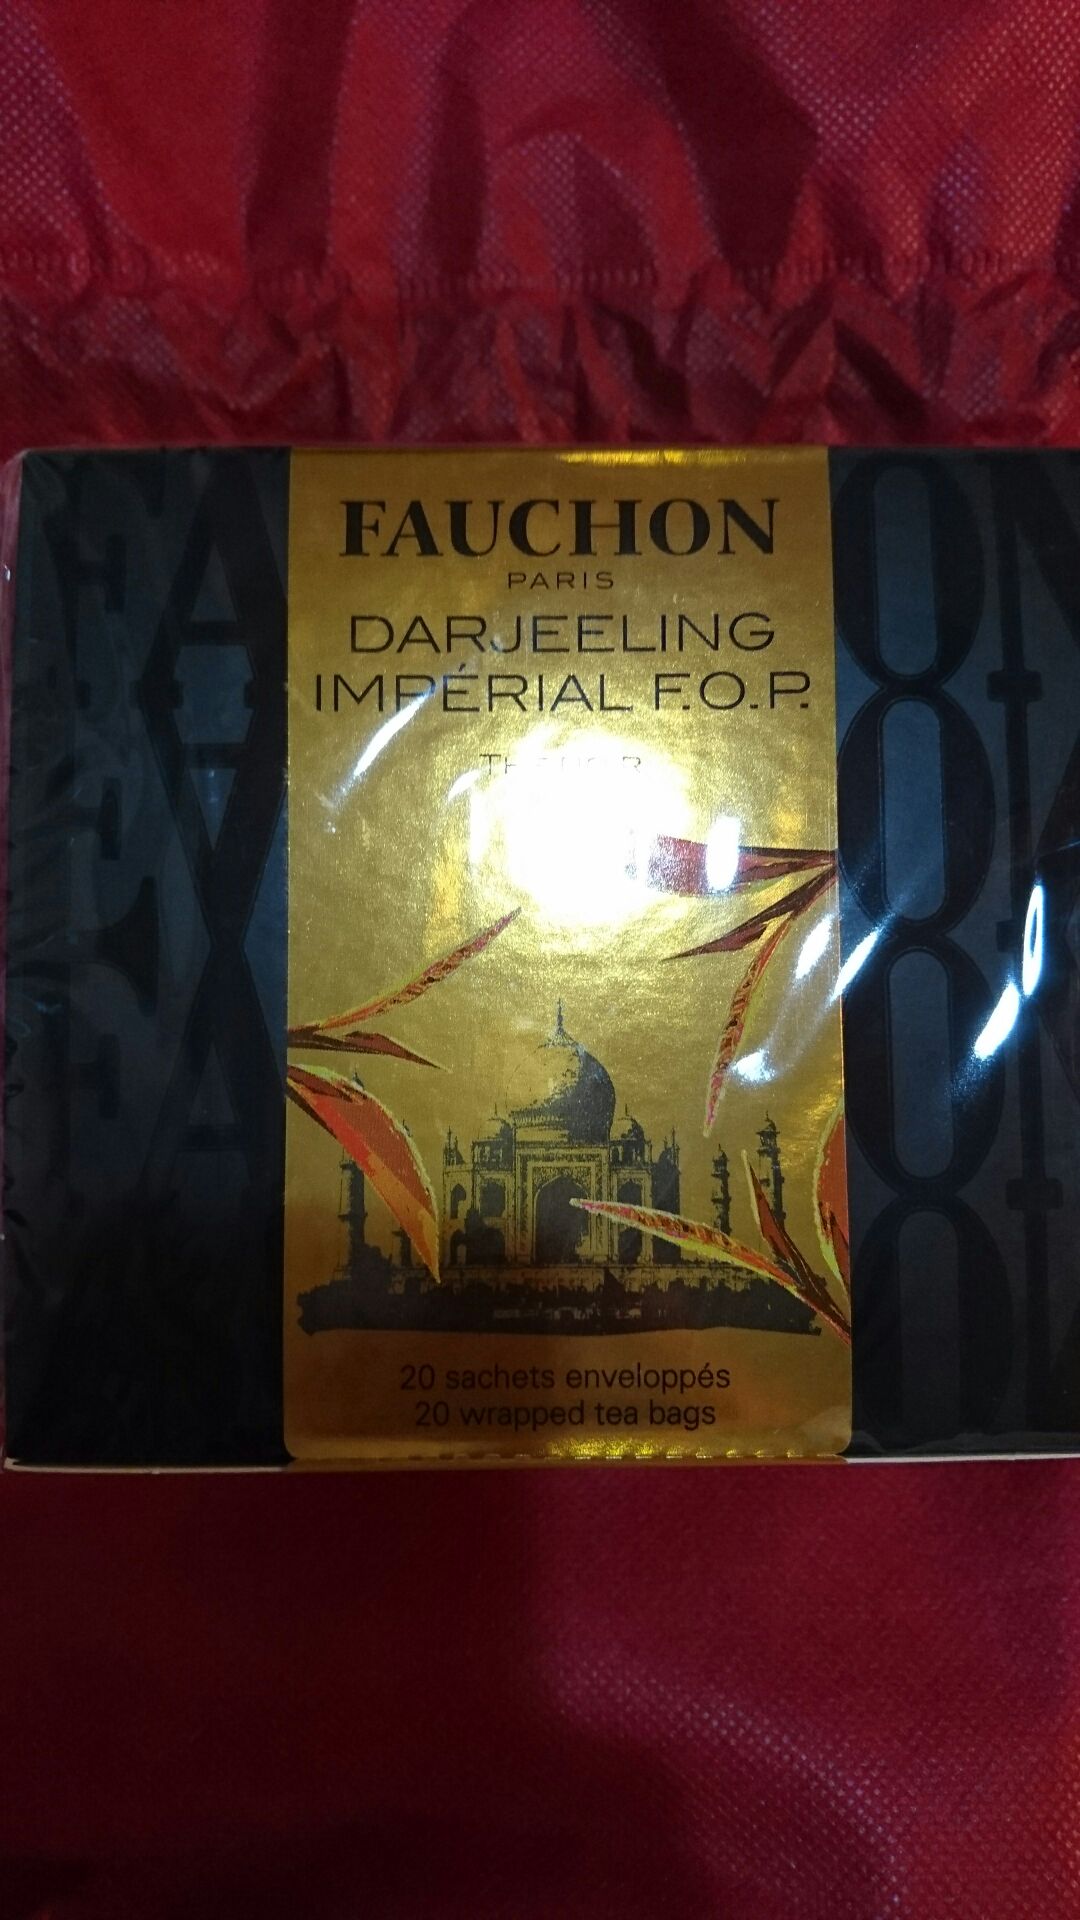 FAUCHON
PARIS
DARJEELING
IMPÉRIAL F.O.P.
20 sachets enveloppés
20 wrapped tea bags